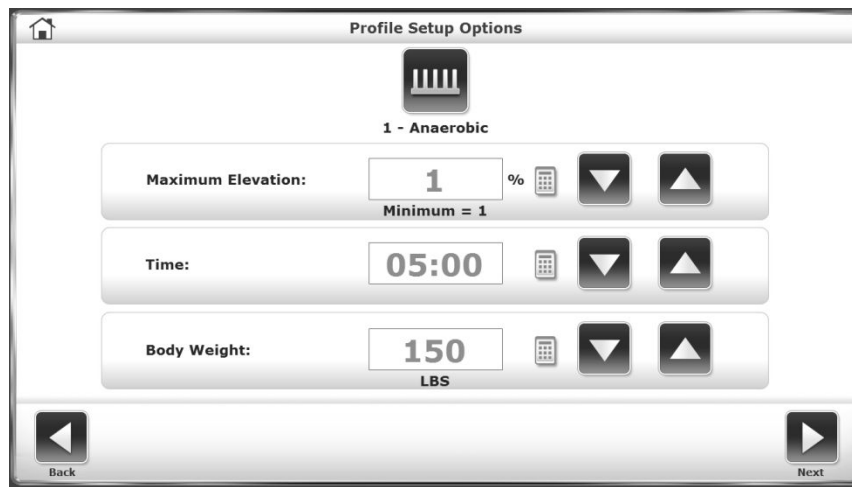 Profile Setup Options
1 - Anaerobic
Maximum Elevation: 1 %
Minimum = 1
Time: 05:00
Body Weight: 150
LBS
Back Next